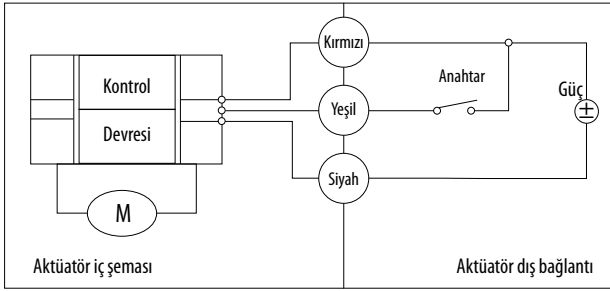 Kırmızı
Kontrol
Anahtar
Güç
Yeşil
±
Devresi
Siyah
M
Aktüatör iç şeması
Aktüatör dış bağlantı